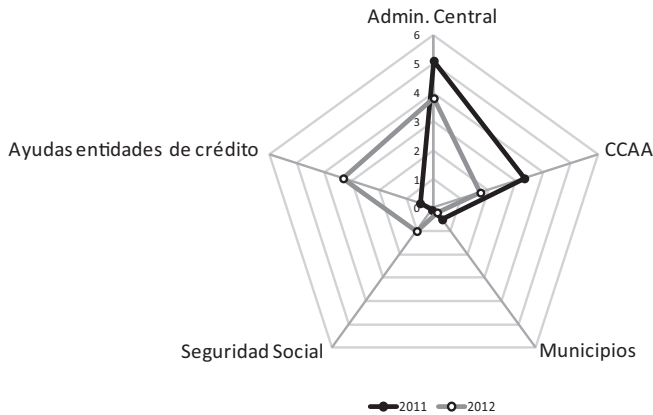 Admin. Central
6
5
4
3
2
1
0
Ayudas entidades de crédito
CCAA
Seguridad Social
Municipios
2011 2012